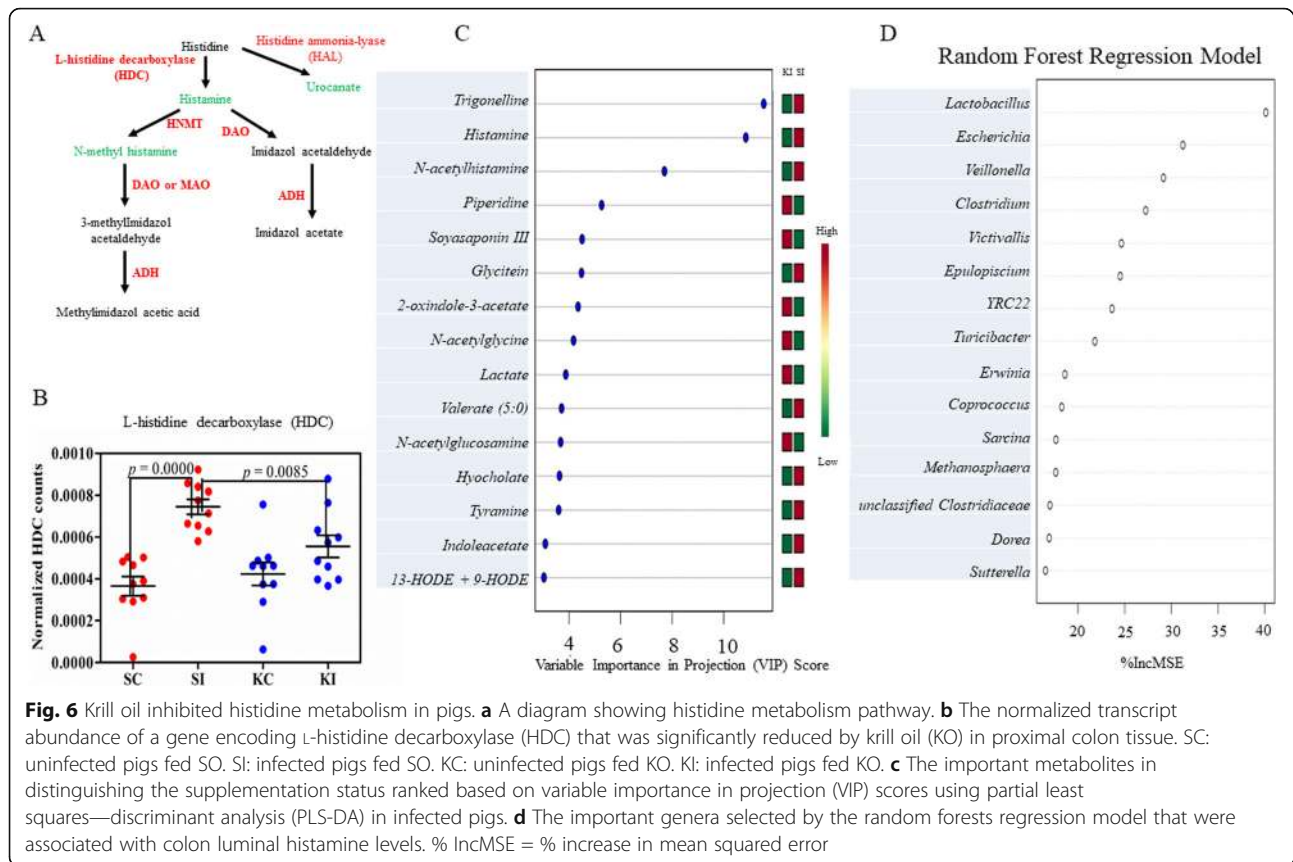 A
Histidine
Histidine ammonia-lyase
(HAL)
L-histidine decarboxylase
(HDC)
Urocanate
Histamine
HNMT
DAO
N-methyl histamine
Imidazol acetaldehyde
DAO or MAO
ADH
3-methylImidazol
acetaldehyde
Imidazol acetate
ADH
Methylimidazol acetic acid
B
L-histidine decarboxylase (HDC)
p = 0.0000
p = 0.0085
Normalized HDC counts
0.0010
0.0008
0.0006
0.0004
0.0002
0.0000
SC
SI
KC
KI
C
KI SI
Trigonelline
Histamine
N-acetylhistamine
Piperidine
Soyasaponin III
Glycitein
2-oxindole-3-acetate
N-acetylglycine
Lactate
Valerate (5:0)
N-acetylglucosamine
Hyocholate
Tyramine
Indoleacetate
13-HODE + 9-HODE
High
Low
4 6 8 10
Variable Importance in Projection (VIP) Score
D
Random Forest Regression Model
Lactobacillus
Escherichia
Veillonella
Clostridium
Victivallis
Epulopiscium
YRC22
Turicibacter
Erwinia
Coprococcus
Sarcina
Methanosphaera
unclassified Clostridiaceae
Dorea
Sutterella
20 25 30 35 40
%IncMSE
Fig. 6 Krill oil inhibited histidine metabolism in pigs. a A diagram showing histidine metabolism pathway. b The normalized transcript
abundance of a gene encoding L-histidine decarboxylase (HDC) that was significantly reduced by krill oil (KO) in proximal colon tissue. SC:
uninfected pigs fed SO. SI: infected pigs fed SO. KC: uninfected pigs fed KO. KI: infected pigs fed KO. c The important metabolites in
distinguishing the supplementation status ranked based on variable importance in projection (VIP) scores using partial least
squares—discriminant analysis (PLS-DA) in infected pigs. d The important genera selected by the random forests regression model that were
associated with colon luminal histamine levels. % IncMSE = % increase in mean squared error